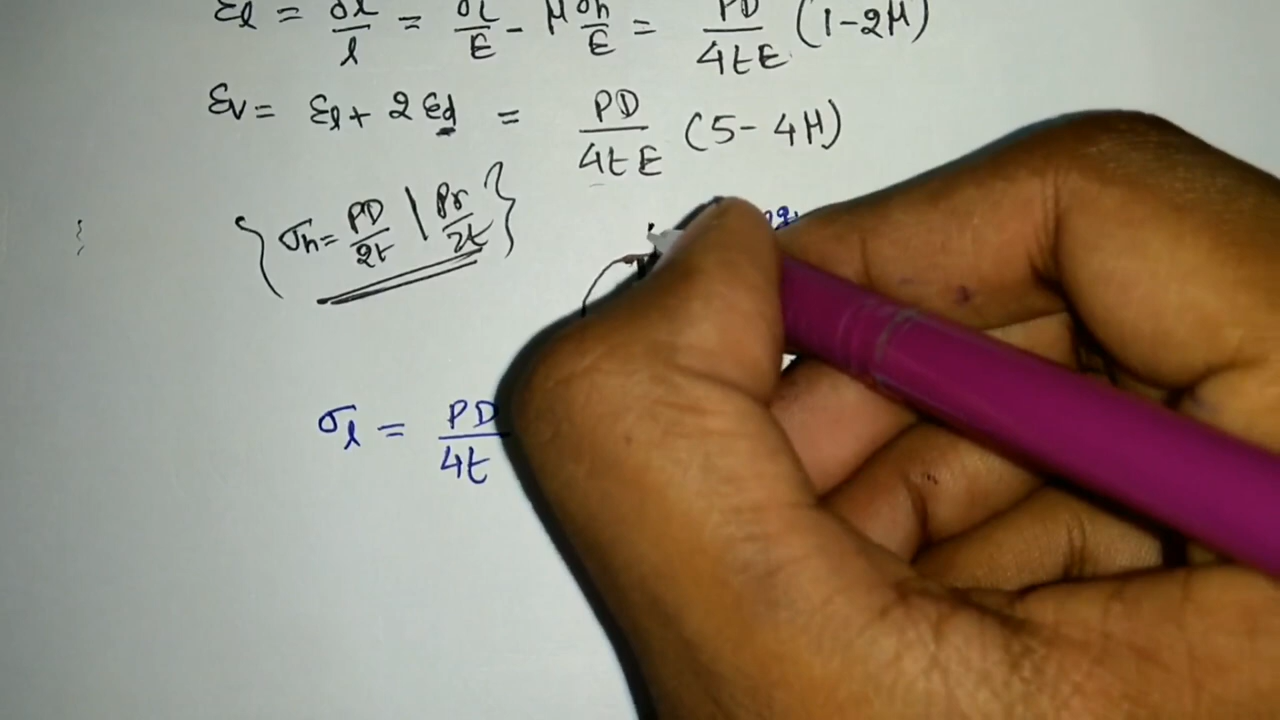 εl = δl/l = σL/E - μ σh/E = PD/4tE (1-2μ)
εv = εl + 2 εd = PD/4tE (5-4μ)
{ σh = PD/2t | Pr/2t }
σl = PD/4t